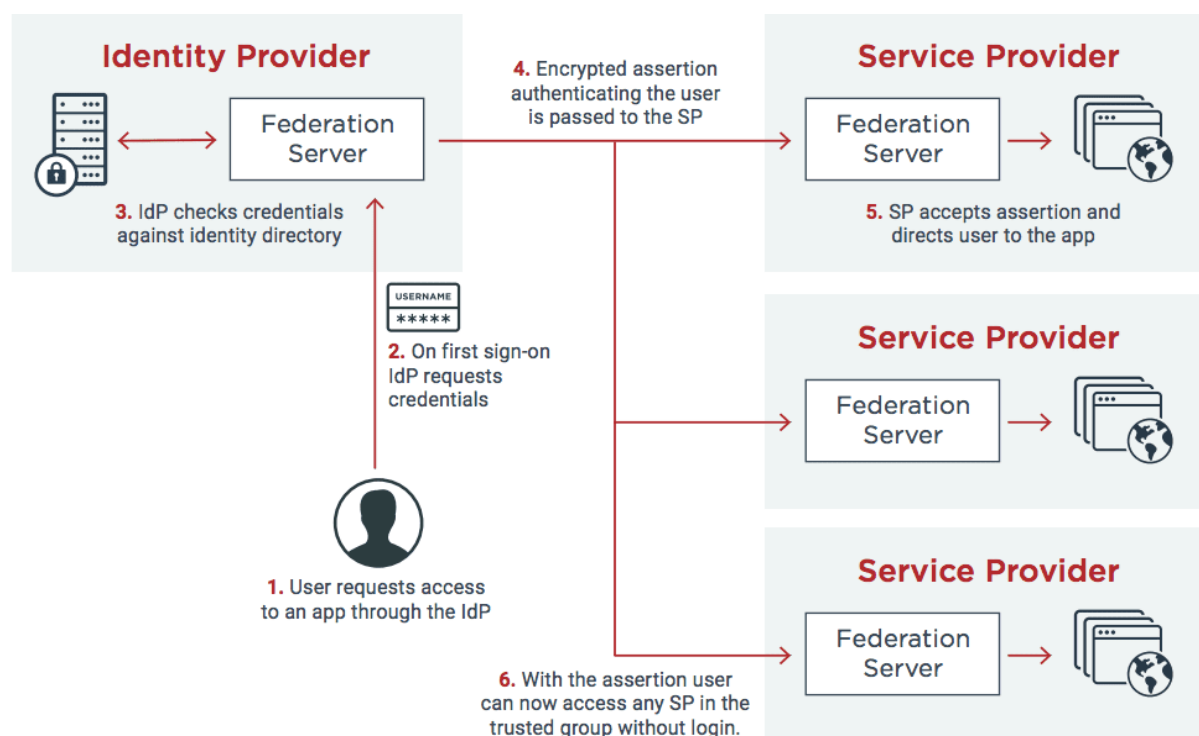 Identity Provider
Federation
Server
3. IdP checks credentials
against identity directory
4. Encrypted assertion
authenticating the user
is passed to the SP
Service Provider
Federation
Server
5. SP accepts assertion and
directs user to the app
USERNAME
*****
2. On first sign-on
IdP requests
credentials
Service Provider
Federation
Server
1. User requests access
to an app through the IdP
Service Provider
Federation
Server
6. With the assertion user
can now access any SP in the
trusted group without login.